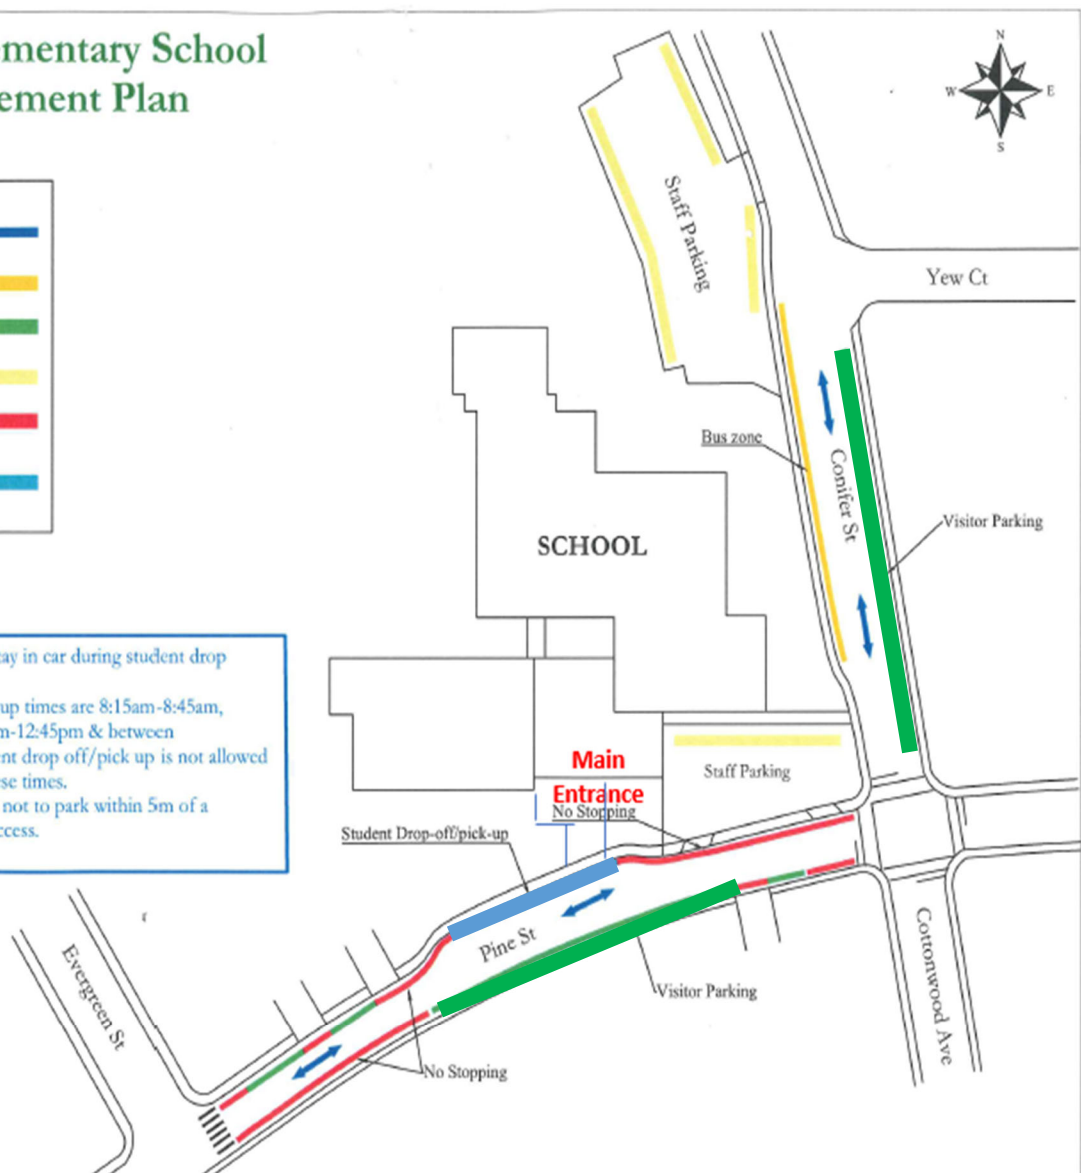 ementary School
ement Plan
N
W
E
S
Staff Parking
Yew Ct
Bus zone
Conifer St
Visitor Parking
SCHOOL
ay in car during student drop
up times are 8:15am-8:45am,
m-12:45pm & between
nt drop off/pick up is not allowed
se times.
not to park within 5m of a
ccess.
Main
Entrance
Staff Parking
No Stopping
Student Drop-off/pick-up
Pine St
Visitor Parking
Evergreen St
Cottonwood Ave
No Stopping